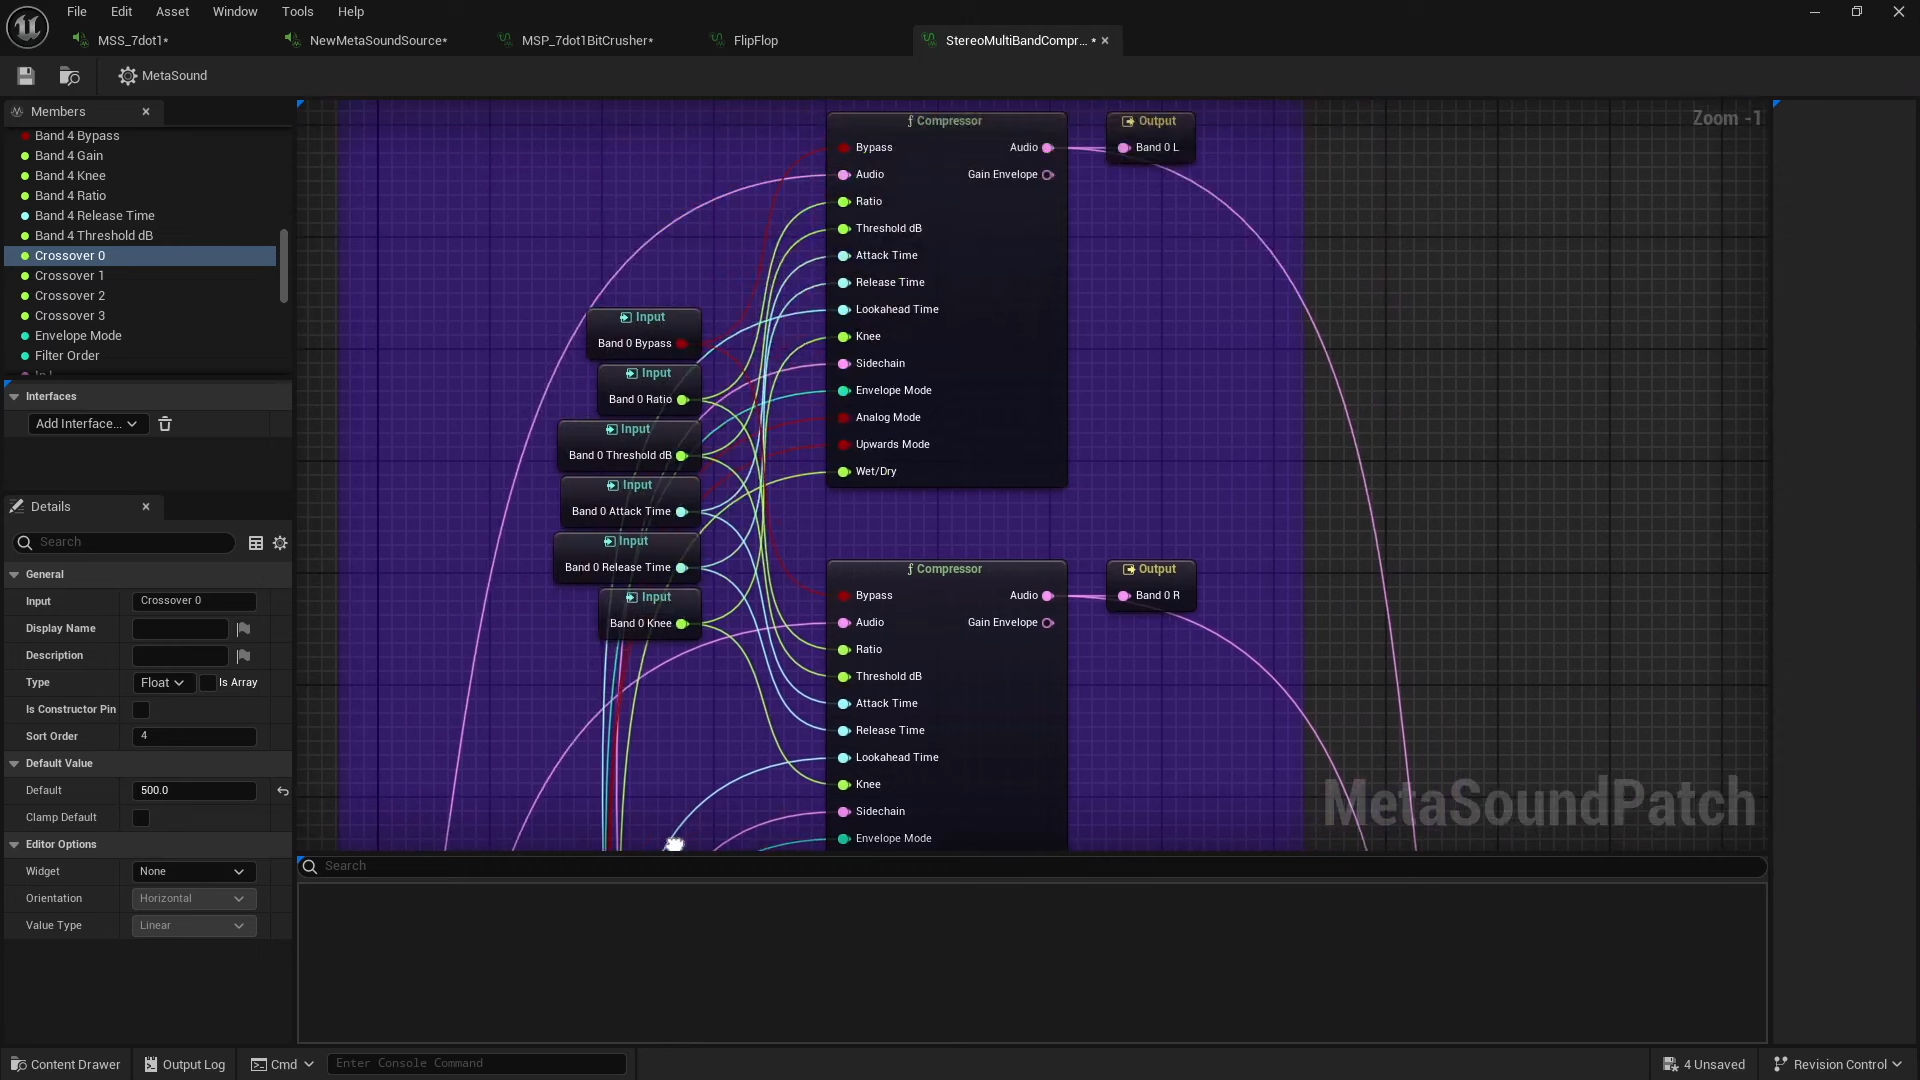 File Edit Asset Window Tools Help
MSS_7dot1* NewMetaSoundSource* MSP_7dot1BitCrusher* FlipFlop StereoMultiBandCompr... *
MetaSound
Members
Band 4 Bypass
Band 4 Gain
Band 4 Knee
Band 4 Ratio
Band 4 Release Time
Band 4 Threshold dB
Crossover 0
Crossover 1
Crossover 2
Crossover 3
Envelope Mode
Filter Order
Interfaces
Add Interface...
Details
Search
General
Input Crossover 0
Display Name
Description
Type Float Is Array
Is Constructor Pin
Sort Order 4
Default Value
Default 500.0
Clamp Default
Editor Options
Widget None
Orientation Horizontal
Value Type Linear
Zoom -1
Input
Band 0 Bypass
Input
Band 0 Ratio
Input
Band 0 Threshold dB
Input
Band 0 Attack Time
Input
Band 0 Release Time
Input
Band 0 Knee
Compressor
Bypass Audio
Audio Gain Envelope
Ratio
Threshold dB
Attack Time
Release Time
Lookahead Time
Knee
Sidechain
Envelope Mode
Analog Mode
Upwards Mode
Wet/Dry
Output
Band 0 L
Compressor
Bypass Audio
Audio Gain Envelope
Ratio
Threshold dB
Attack Time
Release Time
Lookahead Time
Knee
Sidechain
Envelope Mode
Output
Band 0 R
MetaSoundPatch
Search
Content Drawer Output Log Cmd Enter Console Command 4 Unsaved Revision Control